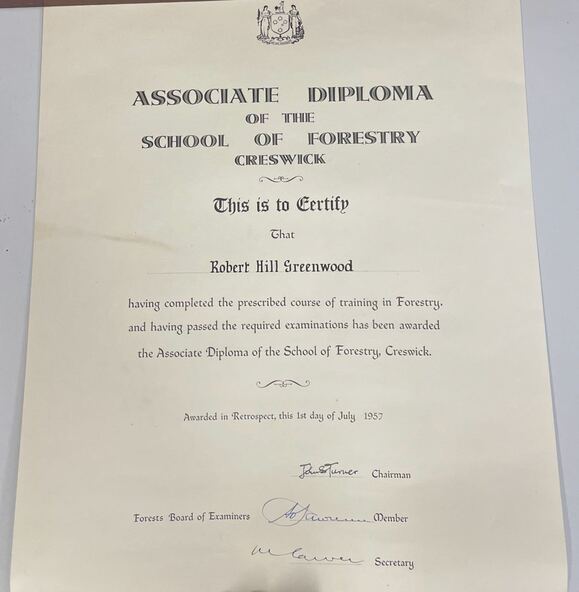 ASSOCIATE DIPLOMA
OF THE
SCHOOL OF FORESTRY
CRESWICK
This is to Certify
That
Robert Hill Greenwood
having completed the prescribed course of training in Forestry,
and having passed the required examinations has been awarded
the Associate Diploma of the School of Forestry, Creswick.
Awarded in Retrospect, this 1st day of July 1957
Turner Chairman
Forests Board of Examiners Member
Secretary